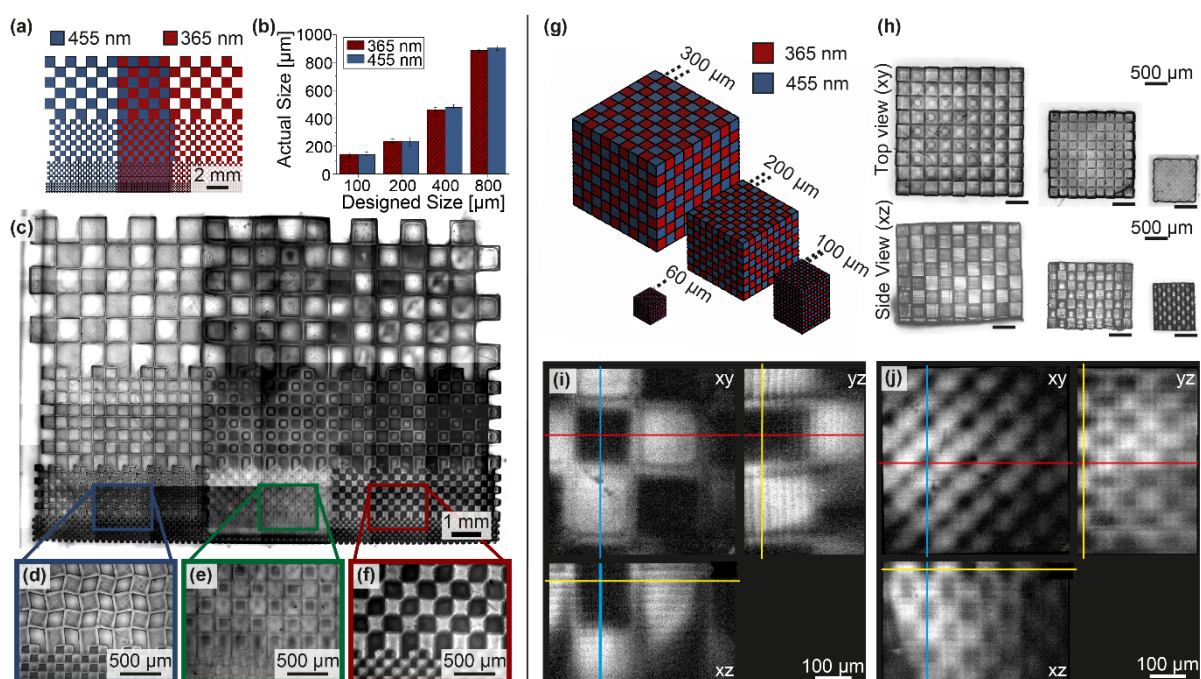 (a)
455 nm
365 nm
2 mm
(b)
Actual Size [µm]
1000
800
600
400
200
0
365 nm
455 nm
100
200
400
800
Designed Size [µm]
(c)
1 mm
(d)
500 µm
(e)
500 µm
(f)
500 µm
(g)
365 nm
455 nm
300 µm
200 µm
100 µm
60 µm
(h)
Top view (xy)
500 µm
Side View (xz)
500 µm
(i)
xy
yz
xz
100 µm
(j)
xy
yz
xz
100 µm